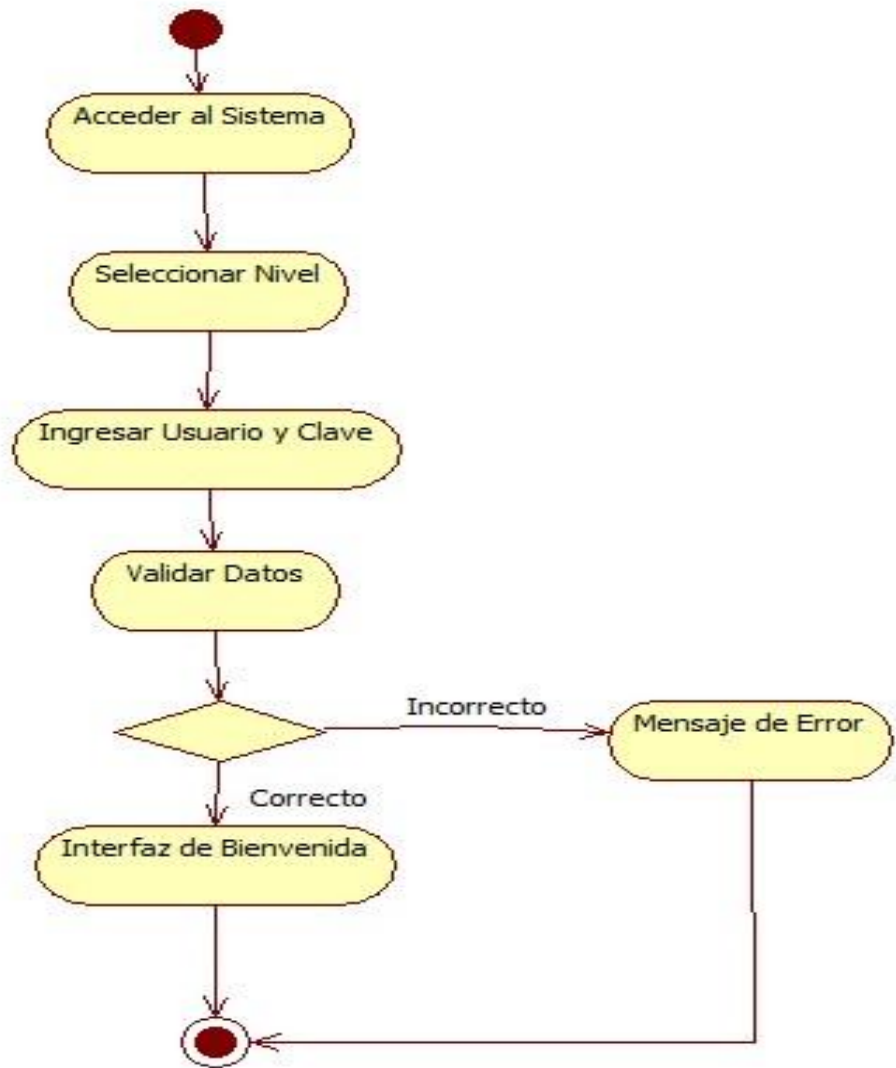 Acceder al Sistema
Seleccionar Nivel
Ingresar Usuario y Clave
Validar Datos
Incorrecto
Mensaje de Error
Correcto
Interfaz de Bienvenida